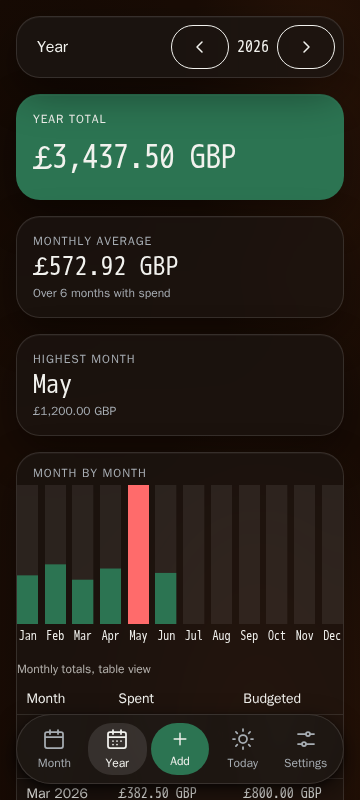 Year
2026
YEAR TOTAL
£3,437.50 GBP
MONTHLY AVERAGE
£572.92 GBP
Over 6 months with spend
HIGHEST MONTH
May
£1,200.00 GBP
MONTH BY MONTH
Jan Feb Mar Apr May Jun Jul Aug Sep Oct Nov Dec
Monthly totals, table view
Month Spent Budgeted
Month Year Add Today Settings
Mar 2026 £382.50 GBP £800.00 GBP